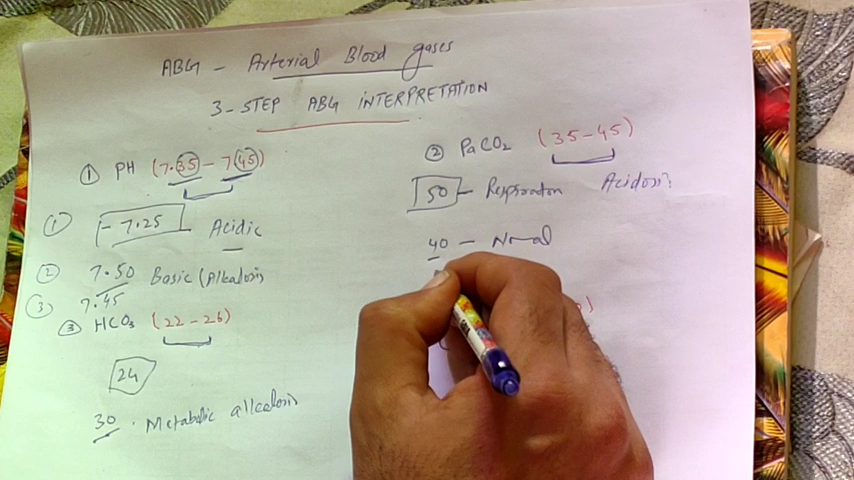 ABG - Arterial Blood gases
3-STEP ABG INTERPRETATION
① PH (7.35 - 7.45)
① - 7.25 Acidic
② 7.50 Basic (Alkalosis
③ 7.45
③ HCO3 (22 - 26)
24
30 - Metabolic alkalosis
② PaCO2 (35-45)
50 - Respiration Acidosis
40 - Normal